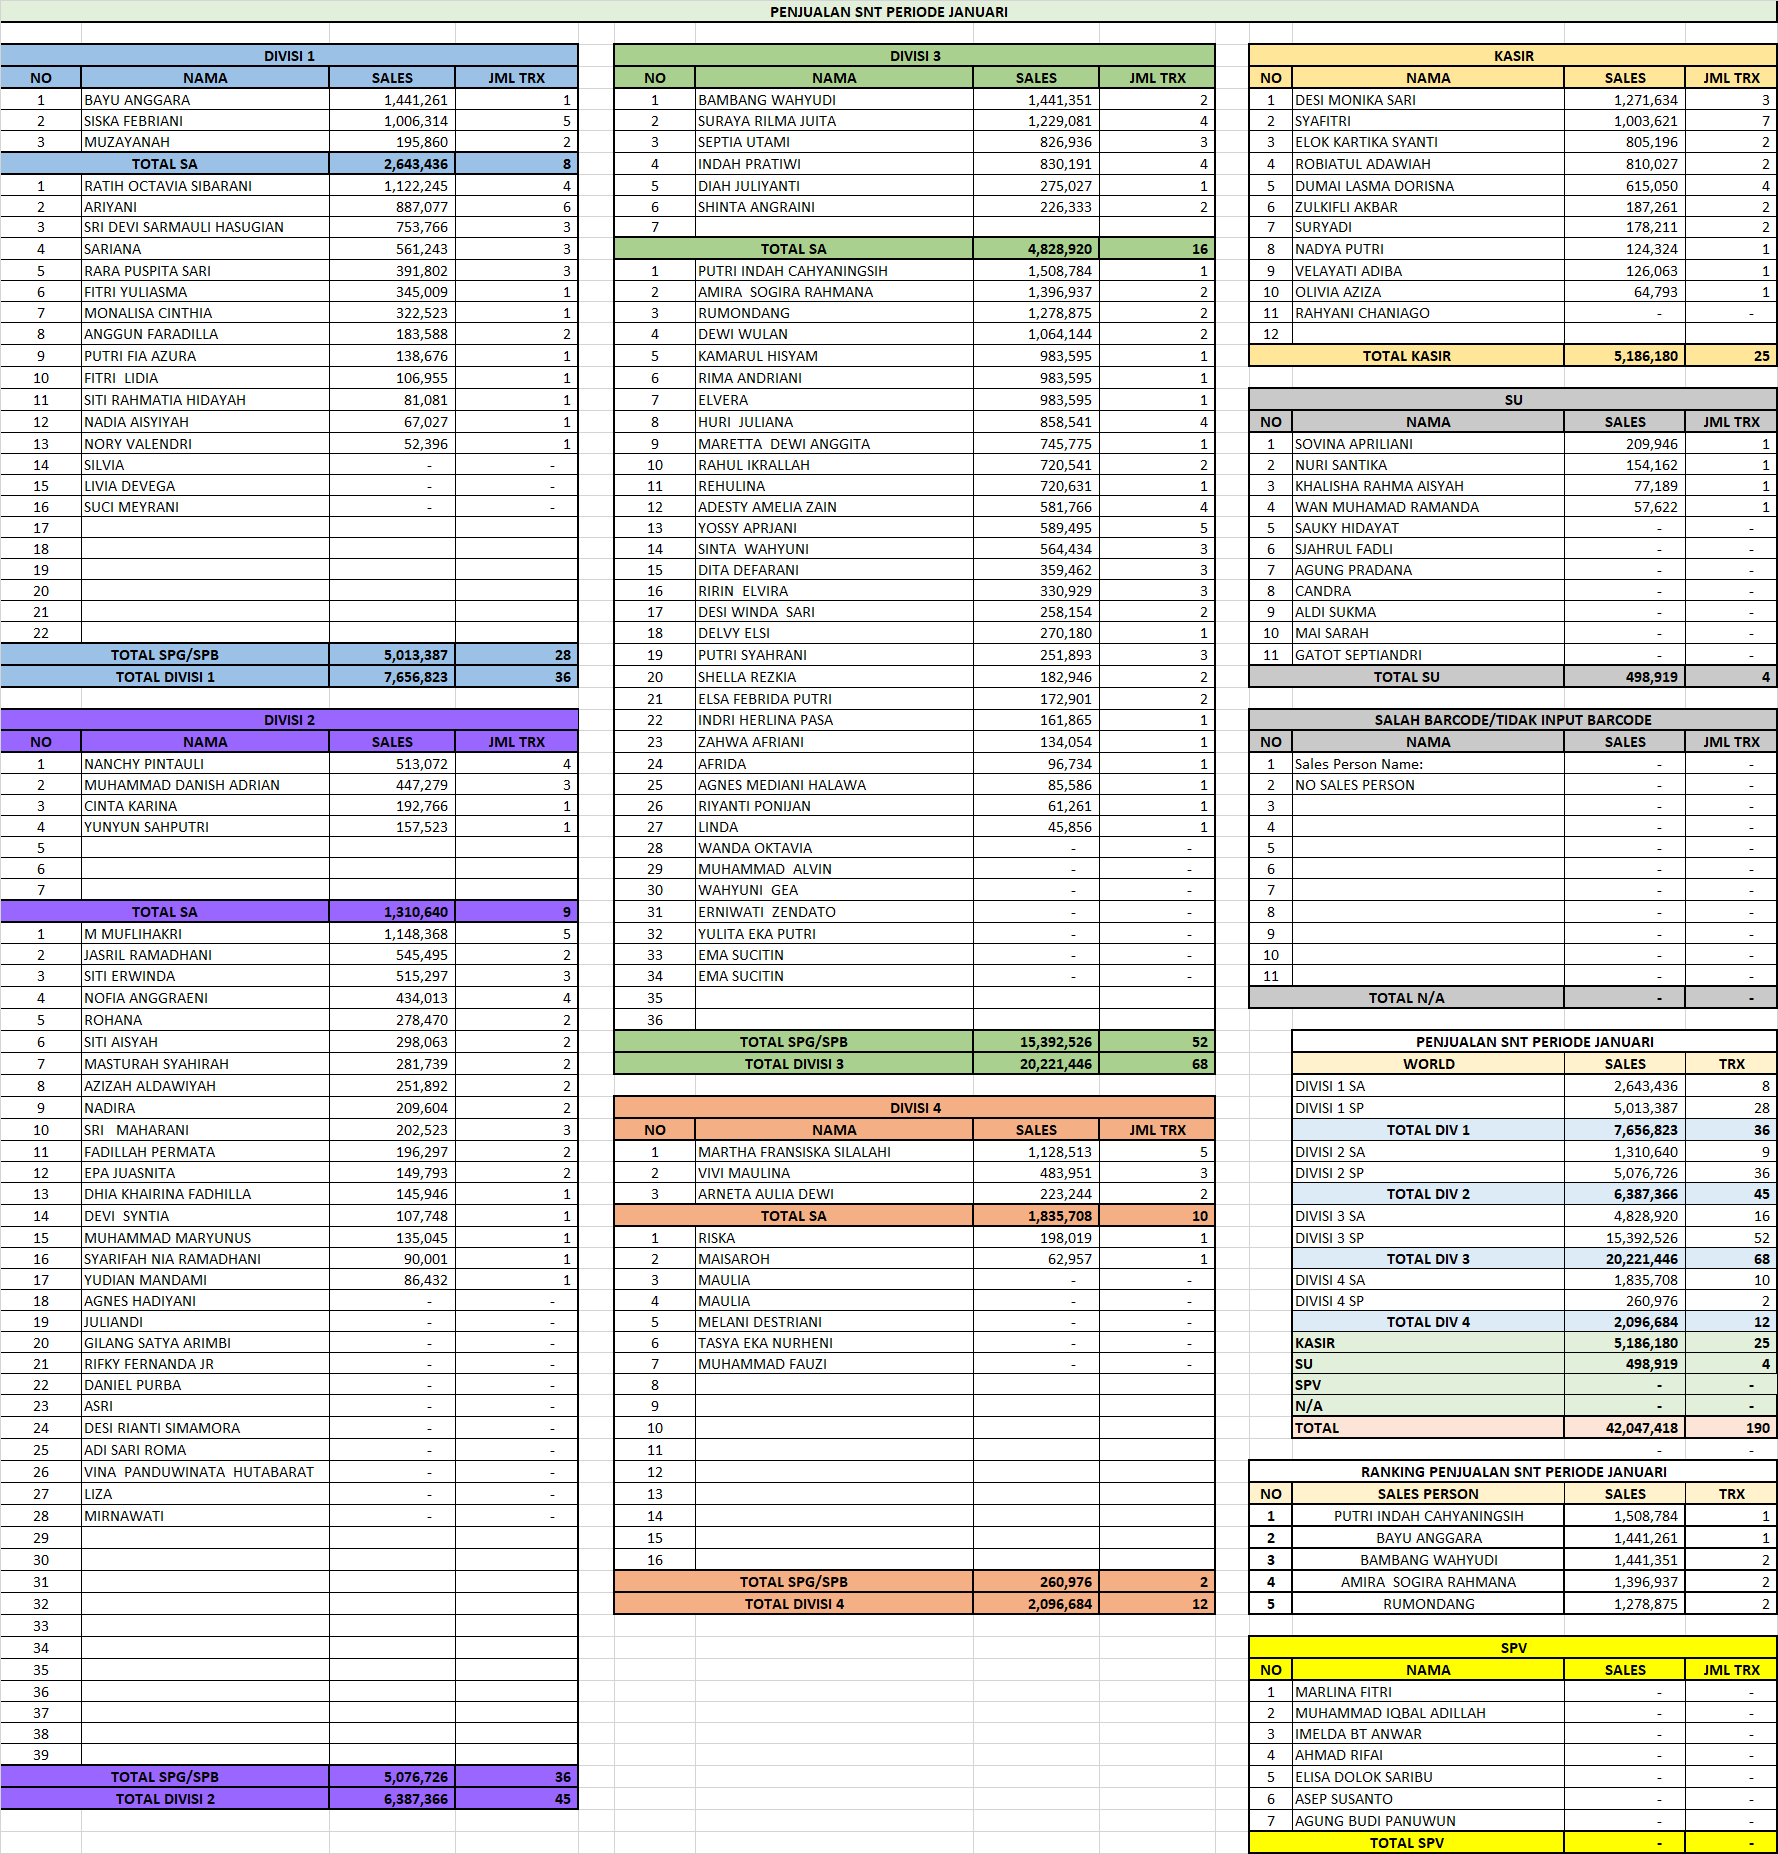 PENJUALAN SNT PERIODE JANUARI
DIVISI 1
NO NAMA SALES JML TRX
1 BAYU ANGGARA 1,441,261 1
2 SISKA FEBRIANI 1,006,314 5
3 MUZAYANAH 195,860 2
TOTAL SA 2,643,436 8
1 RATIH OCTAVIA SIBARANI 1,122,245 4
2 ARIYANI 887,077 6
3 SRI DEVI SARMAULI HASUGIAN 753,766 3
4 SARIANA 561,243 3
5 RARA PUSPITA SARI 391,802 3
6 FITRI YULIASMA 345,009 1
7 MONALISA CINTHIA 322,523 1
8 ANGGUN FARADILLA 183,588 2
9 PUTRI FIA AZURA 138,676 1
10 FITRI  LIDIA 106,955 1
11 SITI RAHMATIA HIDAYAH 81,081 1
12 NADIA AISYIYAH 67,027 1
13 NORY VALENDRI 52,396 1
14 SILVIA - -
15 LIVIA DEVEGA - -
16 SUCI MEYRANI - -
17
18
19
20
21
22
TOTAL SPG/SPB 5,013,387 28
TOTAL DIVISI 1 7,656,823 36
DIVISI 2
NO NAMA SALES JML TRX
1 NANCHY PINTAULI 513,072 4
2 MUHAMMAD DANISH ADRIAN 447,279 3
3 CINTA KARINA 192,766 1
4 YUNYUN SAHPUTRI 157,523 1
5
6
7
TOTAL SA 1,310,640 9
1 M MUFLIHAKRI 1,148,368 5
2 JASRIL RAMADHANI 545,495 2
3 SITI ERWINDA 515,297 3
4 NOFIA ANGGRAENI 434,013 4
5 ROHANA 278,470 2
6 SITI AISYAH 298,063 2
7 MASTURAH SYAHIRAH 281,739 2
8 AZIZAH ALDAWIYAH 251,892 2
9 NADIRA 209,604 2
10 SRI   MAHARANI 202,523 3
11 FADILLAH PERMATA 196,297 2
12 EPA JUASNITA 149,793 2
13 DHIA KHAIRINA FADHILLA 145,946 1
14 DEVI  SYNTIA 107,748 1
15 MUHAMMAD MARYUNUS 135,045 1
16 SYARIFAH NIA RAMADHANI 90,001 1
17 YUDIAN MANDAMI 86,432 1
18 AGNES HADIYANI - -
19 JULIANDI - -
20 GILANG SATYA ARIMBI - -
21 RIFKY FERNANDA JR - -
22 DANIEL PURBA - -
23 ASRI - -
24 DESI RIANTI SIMAMORA - -
25 ADI SARI ROMA - -
26 VINA  PANDUWINATA  HUTABARAT - -
27 LIZA - -
28 MIRNAWATI - -
29
30
31
32
33
34
35
36
37
38
39
TOTAL SPG/SPB 5,076,726 36
TOTAL DIVISI 2 6,387,366 45
DIVISI 3
NO NAMA SALES JML TRX
1 BAMBANG WAHYUDI 1,441,351 2
2 SURAYA RILMA JUITA 1,229,081 4
3 SEPTIA UTAMI 826,936 3
4 INDAH PRATIWI 830,191 4
5 DIAH JULIYANTI 275,027 1
6 SHINTA ANGRAINI 226,333 2
7
TOTAL SA 4,828,920 16
1 PUTRI INDAH CAHYANINGSIH 1,508,784 1
2 AMIRA  SOGIRA RAHMANA 1,396,937 2
3 RUMONDANG 1,278,875 2
4 DEWI WULAN 1,064,144 2
5 KAMARUL HISYAM 983,595 1
6 RIMA ANDRIANI 983,595 1
7 ELVERA 983,595 1
8 HURI  JULIANA 858,541 4
9 MARETTA  DEWI ANGGITA 745,775 1
10 RAHUL IKRALLAH 720,541 2
11 REHULINA 720,631 1
12 ADESTY AMELIA ZAIN 581,766 4
13 YOSSY APRJANI 589,495 5
14 SINTA  WAHYUNI 564,434 3
15 DITA DEFARANI 359,462 3
16 RIRIN  ELVIRA 330,929 3
17 DESI WINDA  SARI 258,154 2
18 DELVY ELSI 270,180 1
19 PUTRI SYAHRANI 251,893 3
20 SHELLA REZKIA 182,946 2
21 ELSA FEBRIDA PUTRI 172,901 2
22 INDRI HERLINA PASA 161,865 1
23 ZAHWA AFRIANI 134,054 1
24 AFRIDA 96,734 1
25 AGNES MEDIANI HALAWA 85,586 1
26 RIYANTI PONIJAN 61,261 1
27 LINDA 45,856 1
28 WANDA OKTAVIA - -
29 MUHAMMAD  ALVIN - -
30 WAHYUNI  GEA - -
31 ERNIWATI  ZENDATO - -
32 YULITA EKA PUTRI - -
33 EMA SUCITIN - -
34 EMA SUCITIN - -
35
36
TOTAL SPG/SPB 15,392,526 52
TOTAL DIVISI 3 20,221,446 68
DIVISI 4
NO NAMA SALES JML TRX
1 MARTHA FRANSISKA SILALAHI 1,128,513 5
2 VIVI MAULINA 483,951 3
3 ARNETA AULIA DEWI 223,244 2
TOTAL SA 1,835,708 10
1 RISKA 198,019 1
2 MAISAROH 62,957 1
3 MAULIA - -
4 MAULIA - -
5 MELANI DESTRIANI - -
6 TASYA EKA NURHENI - -
7 MUHAMMAD FAUZI - -
8
9
10
11
12
13
14
15
16
TOTAL SPG/SPB 260,976 2
TOTAL DIVISI 4 2,096,684 12
KASIR
NO NAMA SALES JML TRX
1 DESI MONIKA SARI 1,271,634 3
2 SYAFITRI 1,003,621 7
3 ELOK KARTIKA SYANTI 805,196 2
4 ROBIATUL ADAWIAH 810,027 2
5 DUMAI LASMA DORISNA 615,050 4
6 ZULKIFLI AKBAR 187,261 2
7 SURYADI 178,211 2
8 NADYA PUTRI 124,324 1
9 VELAYATI ADIBA 126,063 1
10 OLIVIA AZIZA 64,793 1
11 RAHYANI CHANIAGO - -
12
TOTAL KASIR 5,186,180 25
SU
NO NAMA SALES JML TRX
1 SOVINA APRILIANI 209,946 1
2 NURI SANTIKA 154,162 1
3 KHALISHA RAHMA AISYAH 77,189 1
4 WAN MUHAMAD RAMANDA 57,622 1
5 SAUKY HIDAYAT - -
6 SJAHRUL FADLI - -
7 AGUNG PRADANA - -
8 CANDRA - -
9 ALDI SUKMA - -
10 MAI SARAH - -
11 GATOT SEPTIANDRI - -
TOTAL SU 498,919 4
SALAH BARCODE/TIDAK INPUT BARCODE
NO NAMA SALES JML TRX
1 Sales Person Name: - -
2 NO SALES PERSON - -
3 - -
4 - -
5 - -
6 - -
7 - -
8 - -
9 - -
10 - -
11 - -
TOTAL N/A - -
PENJUALAN SNT PERIODE JANUARI
WORLD SALES TRX
DIVISI 1 SA 2,643,436 8
DIVISI 1 SP 5,013,387 28
TOTAL DIV 1 7,656,823 36
DIVISI 2 SA 1,310,640 9
DIVISI 2 SP 5,076,726 36
TOTAL DIV 2 6,387,366 45
DIVISI 3 SA 4,828,920 16
DIVISI 3 SP 15,392,526 52
TOTAL DIV 3 20,221,446 68
DIVISI 4 SA 1,835,708 10
DIVISI 4 SP 260,976 2
TOTAL DIV 4 2,096,684 12
KASIR 5,186,180 25
SU 498,919 4
SPV - -
N/A - -
TOTAL 42,047,418 190
- -
RANKING PENJUALAN SNT PERIODE JANUARI
NO SALES PERSON SALES TRX
1 PUTRI INDAH CAHYANINGSIH 1,508,784 1
2 BAYU ANGGARA 1,441,261 1
3 BAMBANG WAHYUDI 1,441,351 2
4 AMIRA  SOGIRA RAHMANA 1,396,937 2
5 RUMONDANG 1,278,875 2
SPV
NO NAMA SALES JML TRX
1 MARLINA FITRI - -
2 MUHAMMAD IQBAL ADILLAH - -
3 IMELDA BT ANWAR - -
4 AHMAD RIFAI - -
5 ELISA DOLOK SARIBU - -
6 ASEP SUSANTO - -
7 AGUNG BUDI PANUWUN - -
TOTAL SPV - -